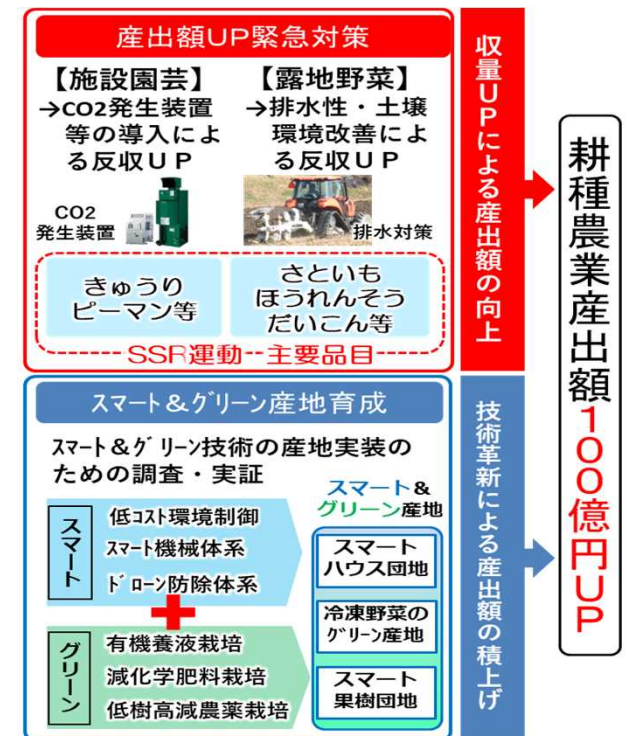 産出額UP緊急対策
【施設園芸】
→CO2発生装置
等の導入によ
る反収UP
【露地野菜】
→排水性・土壌
環境改善によ
る反収UP
CO2
発生装置
排水対策
きゅうり
ピーマン等
さといも
ほうれんそう
だいこん等
SSR運動 主要品目
収量UPによる産出額の向上
スマート&グリーン産地育成
スマート&グリーン技術の産地実装の
ための調査・実証
スマート
低コスト環境制御
スマート機械体系
ドローン防除体系
グリーン
有機養液栽培
減化学肥料栽培
低樹高減農薬栽培
スマート&
グリーン産地
スマート
ハウス団地
冷凍野菜の
グリーン産地
スマート
果樹団地
技術革新による産出額の積上げ
耕種農業産出額100億円UP